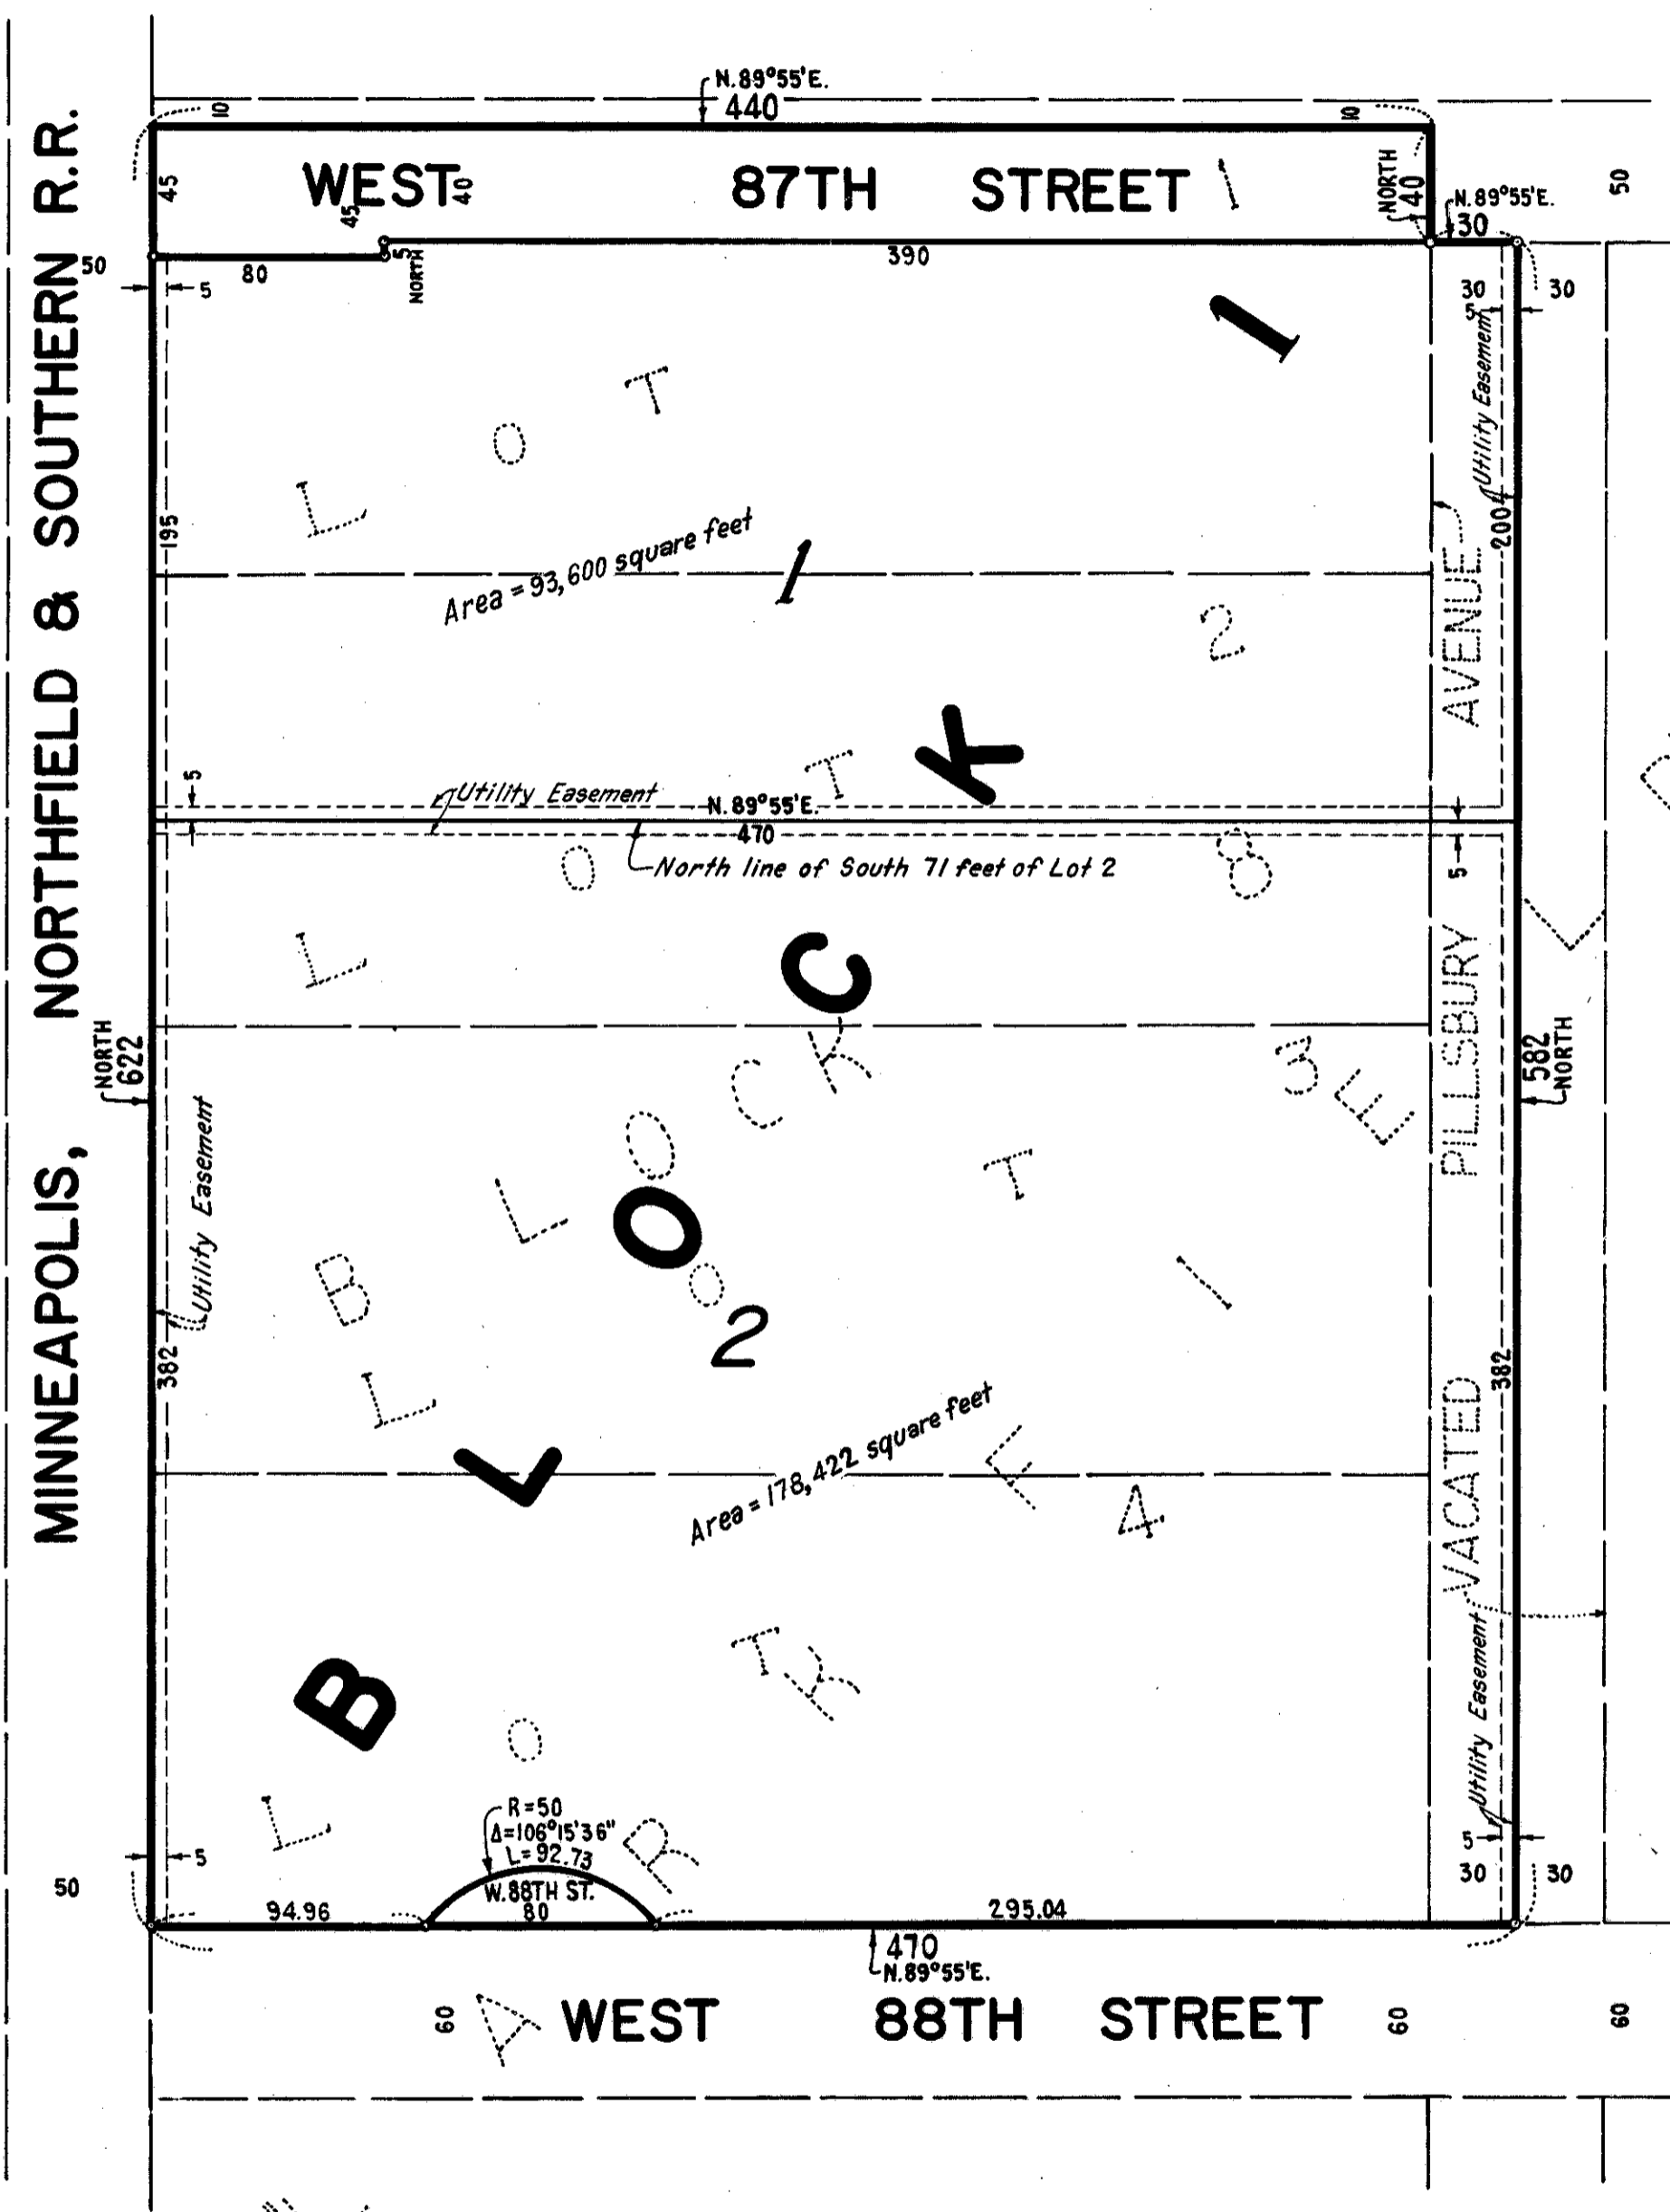 N.89°55'E.
440
10
10
WEST 87TH STREET
45
45
40
NORTH
40
N.89°55'E.
30
50
50
80
5
NORTH
390
5
30
5
30
1
LOT 1
Utility Easement
195
200
Area = 93,600 square feet
1
AVENUE
2
5
Utility Easement
N.89°55'E.
470
North line of South 71 feet of Lot 2
5
LOT
8
BLOCK
PILLSBURY
NORTH
622
582
NORTH
3
BLOCK
LOT
Utility Easement
2
382
382
Area = 178,422 square feet
VACATED
4
LOT
Utility Easement
R=50
Δ=106°15'36"
L=92.73
W. 88TH ST.
80
5
5
50
30
30
94.96
295.04
470
N.89°55'E.
60
WEST 88TH STREET
60
60
MINNEAPOLIS, NORTHFIELD & SOUTHERN R.R.